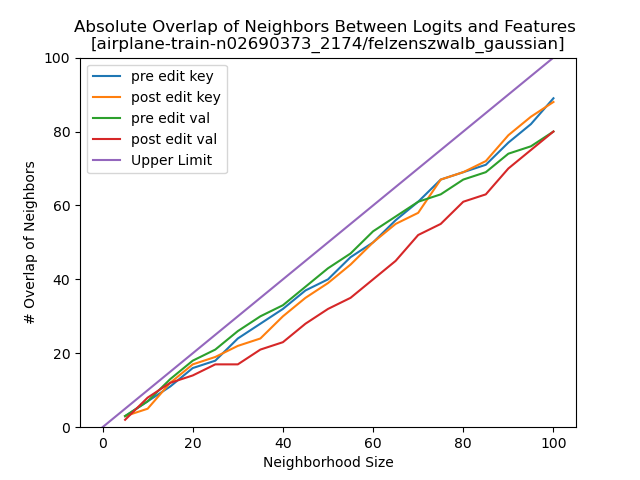 Absolute Overlap of Neighbors Between Logits and Features
[airplane-train-n02690373_2174/felzenszwalb_gaussian]
pre edit key
post edit key
pre edit val
post edit val
Upper Limit
# Overlap of Neighbors
100
80
60
40
20
0
0 20 40 60 80 100
Neighborhood Size